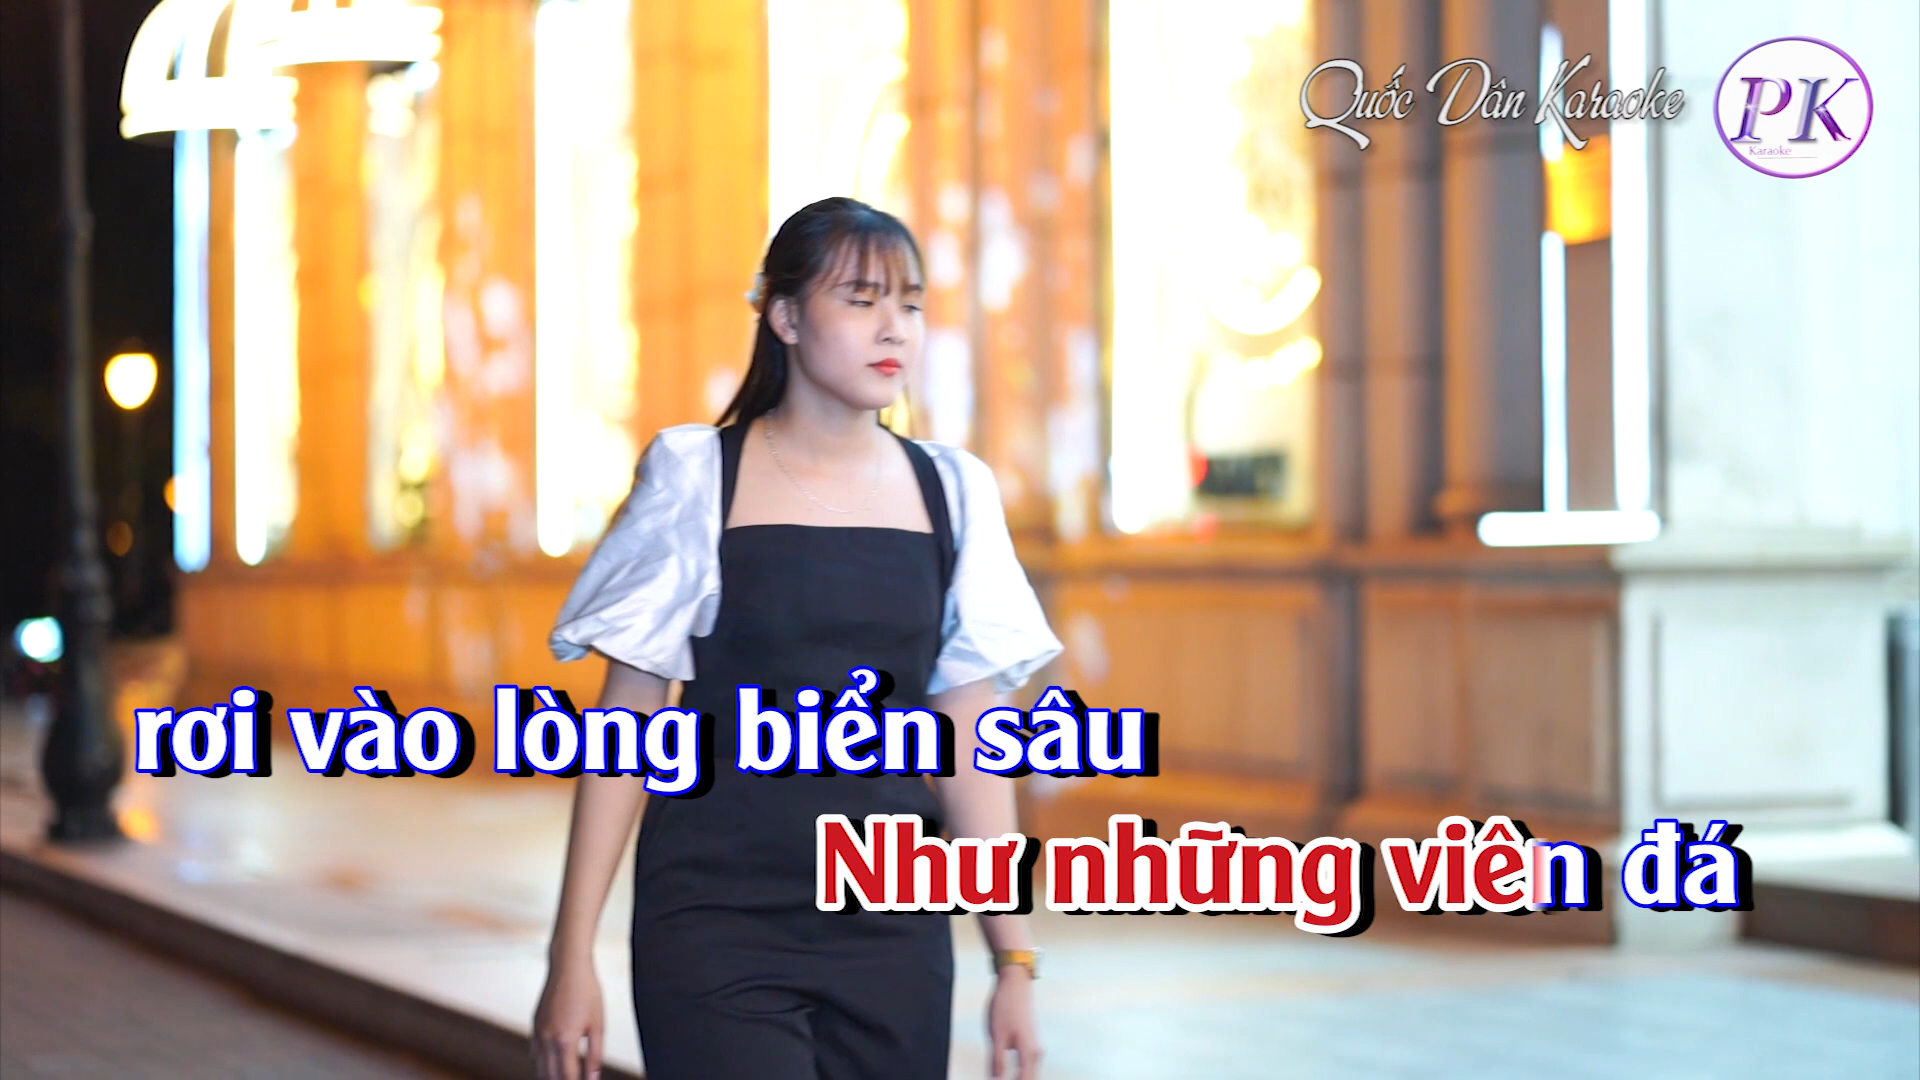 Quốc Dân Karaoke
PK
Karaoke
rơi vào lòng biển sâu
Như những viên đá